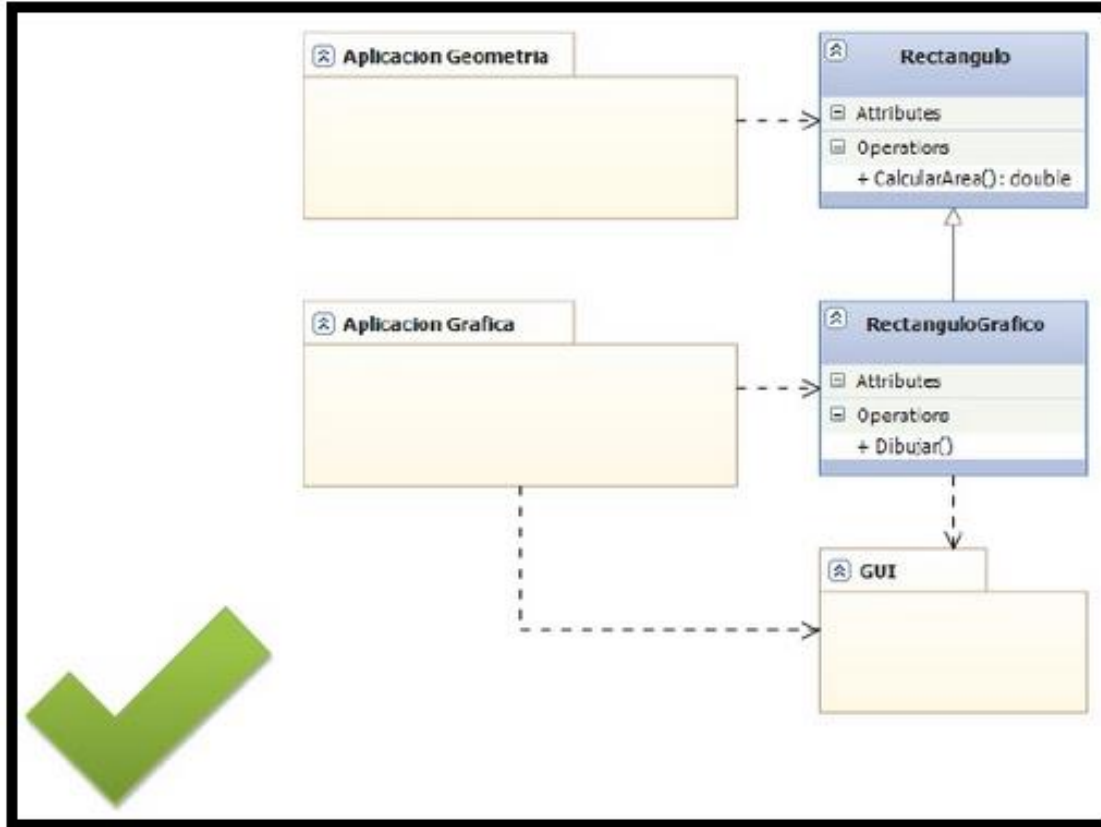 Aplicacion Geometria
Rectangulo
Attributes
Operations
+ CalcularArea() : double
Aplicacion Grafica
RectanguloGrafico
Attributes
Operations
+ Dibujar()
GUI